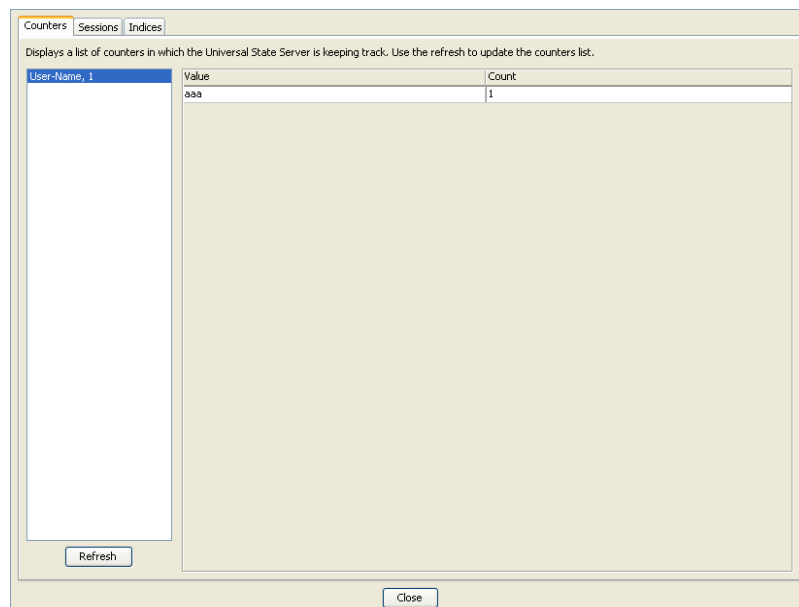 Counters Sessions Indices
Displays a list of counters in which the Universal State Server is keeping track. Use the refresh to update the counters list.
User-Name, 1
Value Count
aaa 1
Refresh
Close